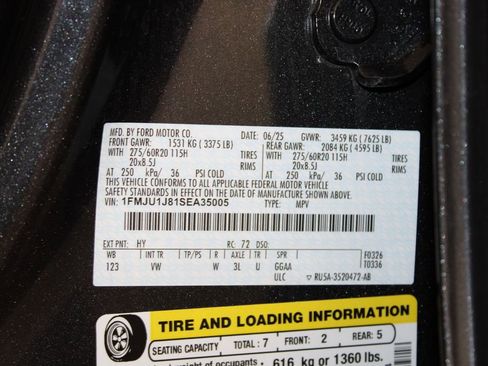 MFD. BY FORD MOTOR CO.
DATE: 06/25 GVWR: 3459 KG (7625 LB)
FRONT GAWR: 1531 KG (3375 LB) REAR GAWR: 2084 KG (4595 LB)
WITH 275/60R20 115H TIRES WITH 275/60R20 115H TIRES
20x8.5J RIMS 20x8.5J RIMS
AT 250 kPa/ 36 PSI COLD AT 250 kPa/ 36 PSI COLD
THIS VEHICLE CONFORMS TO ALL APPLICABLE FEDERAL MOTOR VEHICLE
SAFETY STANDARDS IN EFFECT ON THE DATE OF MANUFACTURE SHOWN ABOVE.
VIN: 1FMJU1J81SEA35005 TYPE: MPV
EXT PNT: HY RC: 72 DSO:
WB INT TR TP/PS R AXLE TR SPR F0326
123 VW W 3L U GGAA T0336
ULC RU5A-3520472-AB
TIRE AND LOADING INFORMATION
SEATING CAPACITY TOTAL: 7 FRONT: 2 REAR: 5
weight of occupants 616 kg or 1360 lbs.